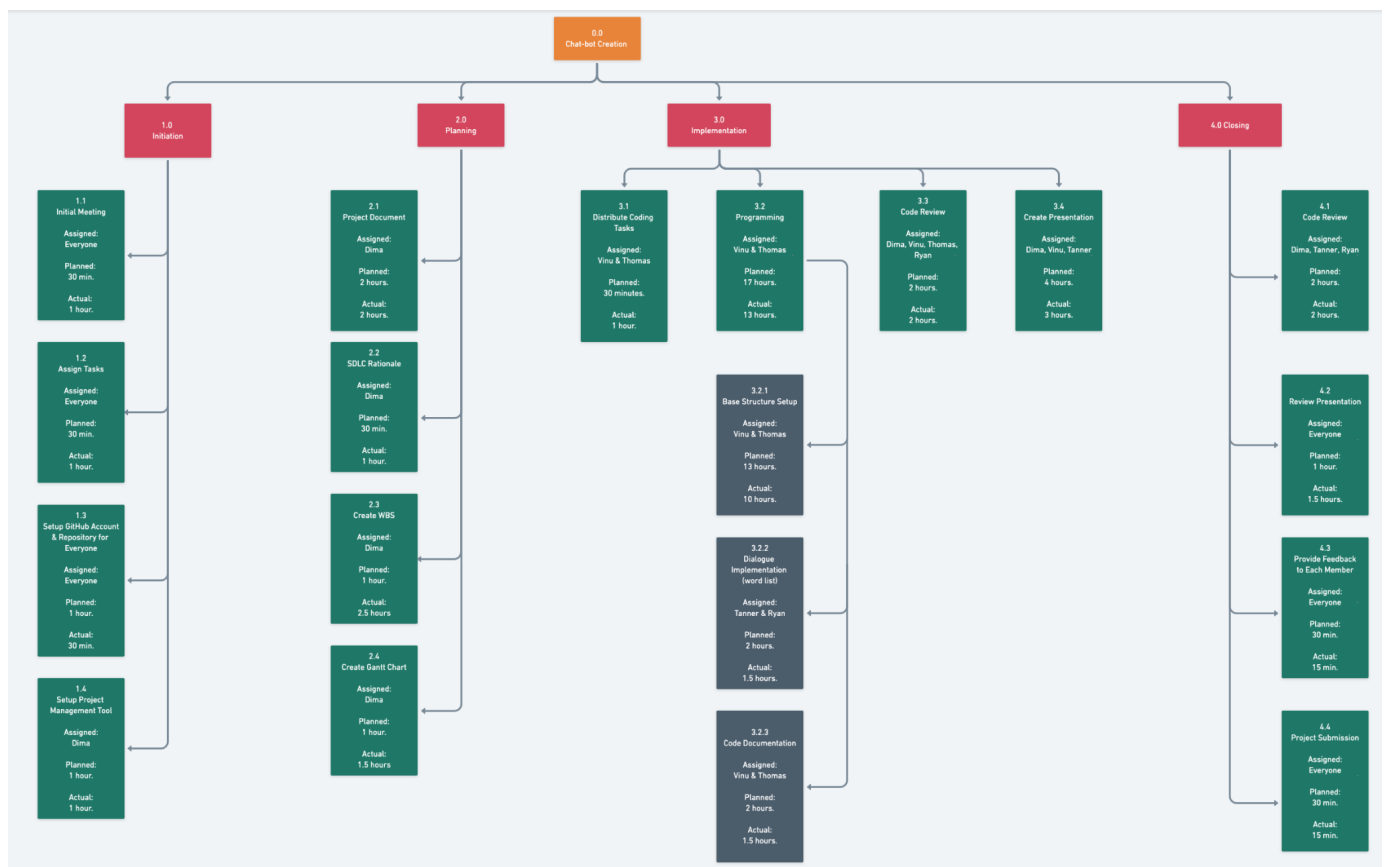 0.0
Chat-bot Creation
1.0
Initiation
2.0
Planning
3.0
Implementation
4.0 Closing
1.1
Initial Meeting
Assigned:
Everyone
Planned:
30 min.
Actual:
1 hour.
1.2
Assign Tasks
Assigned:
Everyone
Planned:
30 min.
Actual:
1 hour.
1.3
Setup GitHub Account
& Repository for
Everyone
Assigned:
Everyone
Planned:
1 hour.
Actual:
30 min.
1.4
Setup Project
Management Tool
Assigned:
Dima
Planned:
1 hour.
Actual:
1 hour.
2.1
Project Document
Assigned:
Dima
Planned:
2 hours.
Actual:
2 hours.
2.2
SDLC Rationale
Assigned:
Dima
Planned:
30 min.
Actual:
1 hour.
2.3
Create WBS
Assigned:
Dima
Planned:
1 hour.
Actual:
2.5 hours
2.4
Create Gantt Chart
Assigned:
Dima
Planned:
1 hour.
Actual:
1.5 hours
3.1
Distribute Coding
Tasks
Assigned:
Vinu & Thomas
Planned:
30 minutes.
Actual:
1 hour.
3.2
Programming
Assigned:
Vinu & Thomas
Planned:
17 hours.
Actual:
13 hours.
3.2.1
Base Structure Setup
Assigned:
Vinu & Thomas
Planned:
13 hours.
Actual:
10 hours.
3.2.2
Dialogue
Implementation
(word list)
Assigned:
Tanner & Ryan
Planned:
2 hours.
Actual:
1.5 hours.
3.2.3
Code Documentation
Assigned:
Vinu & Thomas
Planned:
2 hours.
Actual:
1.5 hours.
3.3
Code Review
Assigned:
Dima, Vinu, Thomas,
Ryan
Planned:
2 hours.
Actual:
2 hours.
3.4
Create Presentation
Assigned:
Dima, Vinu, Tanner
Planned:
4 hours.
Actual:
3 hours.
4.1
Code Review
Assigned:
Dima, Tanner, Ryan
Planned:
2 hours.
Actual:
2 hours.
4.2
Review Presentation
Assigned:
Everyone
Planned:
1 hour.
Actual:
1.5 hours.
4.3
Provide Feedback
to Each Member
Assigned:
Everyone
Planned:
30 min.
Actual:
15 min.
4.4
Project Submission
Assigned:
Everyone
Planned:
30 min.
Actual:
15 min.